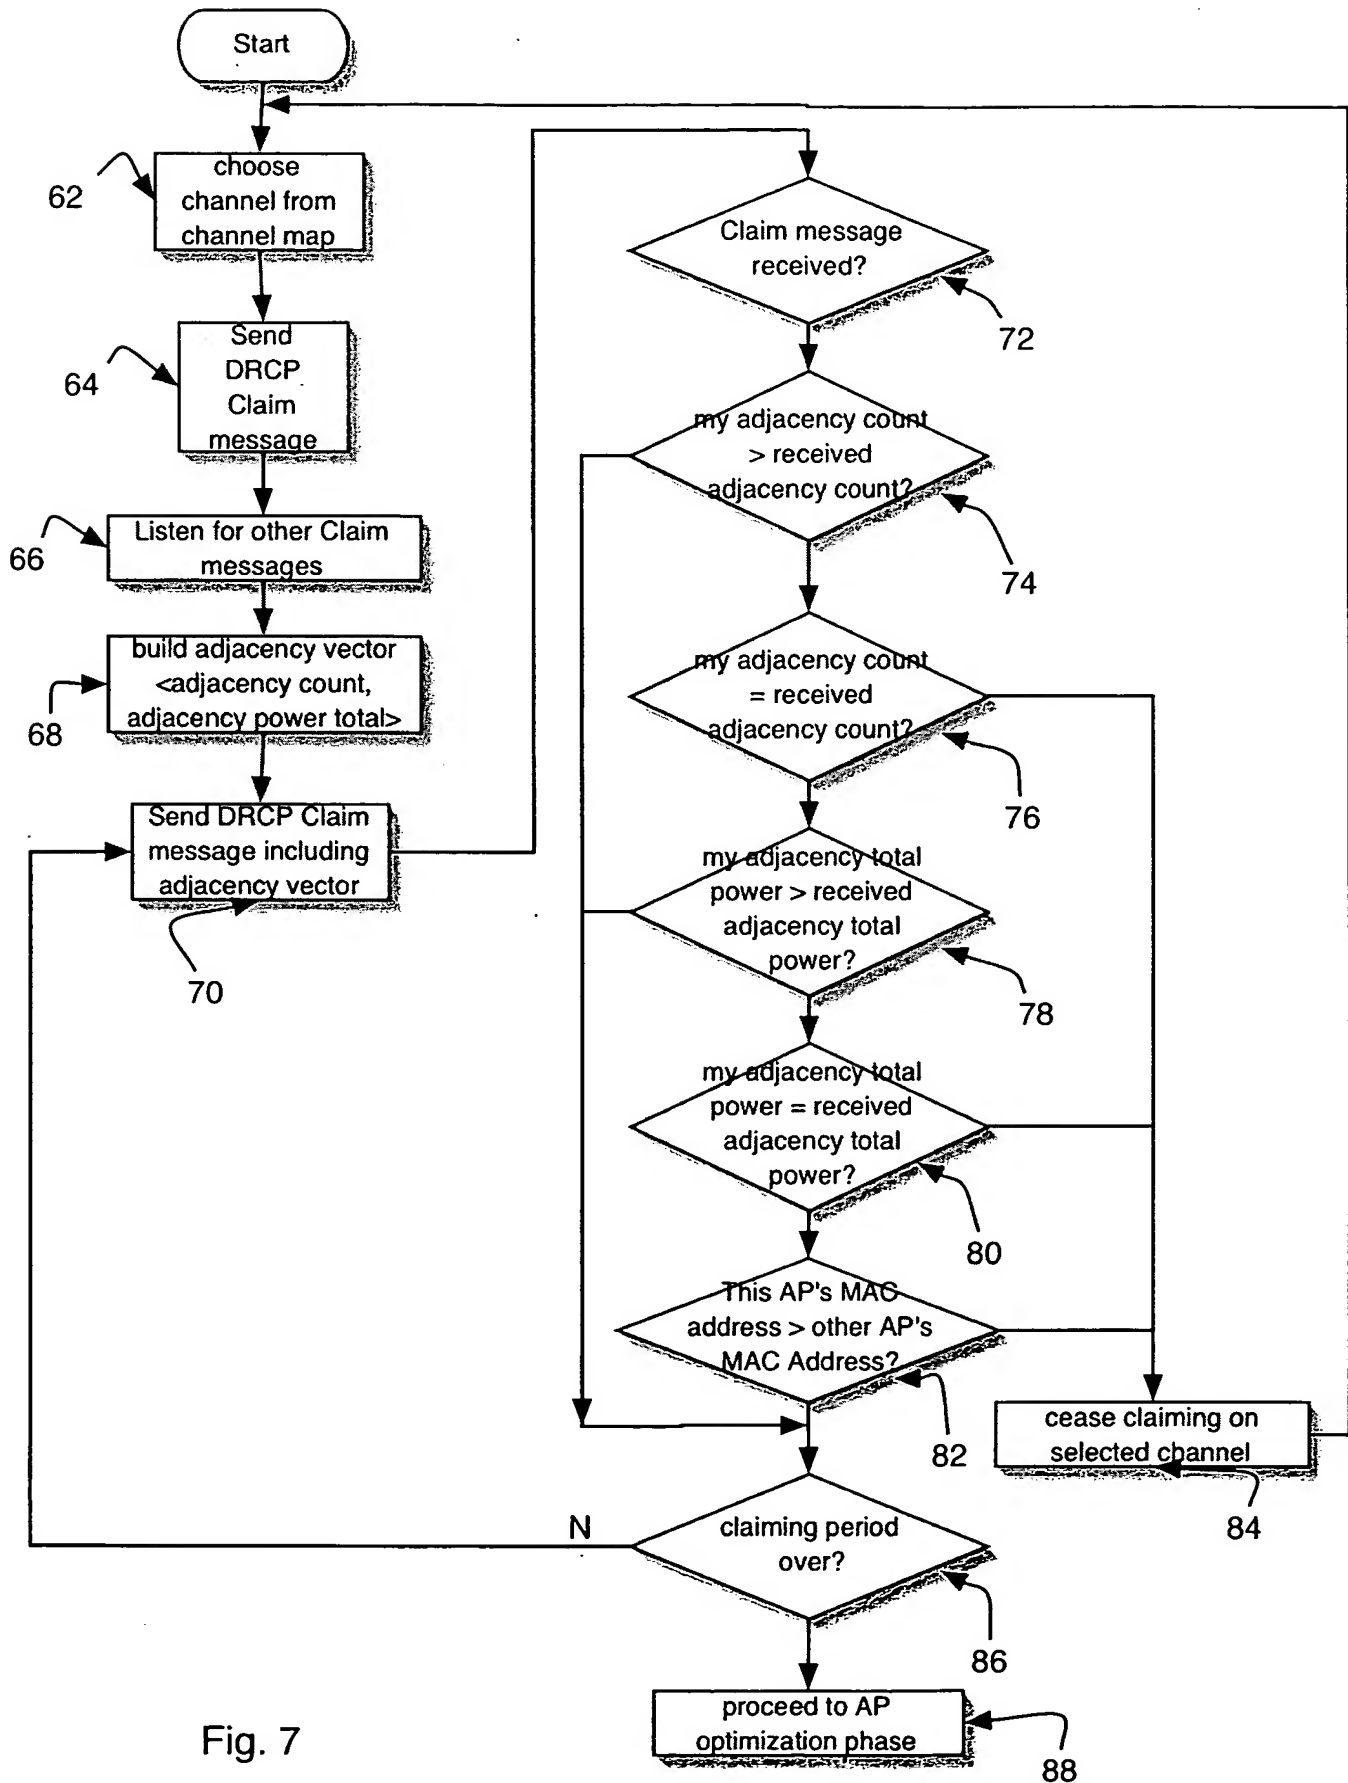 Start
choose
channel from
channel map
62
Send
DRCP
Claim
message
64
Listen for other Claim
messages
66
build adjacency vector
<adjacency count,
adjacency power total>
68
Send DRCP Claim
message including
adjacency vector
70
Claim message
received?
72
my adjacency count
> received
adjacency count?
74
my adjacency count
= received
adjacency count?
76
my adjacency total
power > received
adjacency total
power?
78
my adjacency total
power = received
adjacency total
power?
80
This AP's MAC
address > other AP's
MAC Address?
82
cease claiming on
selected channel
84
N
claiming period
over?
86
proceed to AP
optimization phase
88
Fig. 7